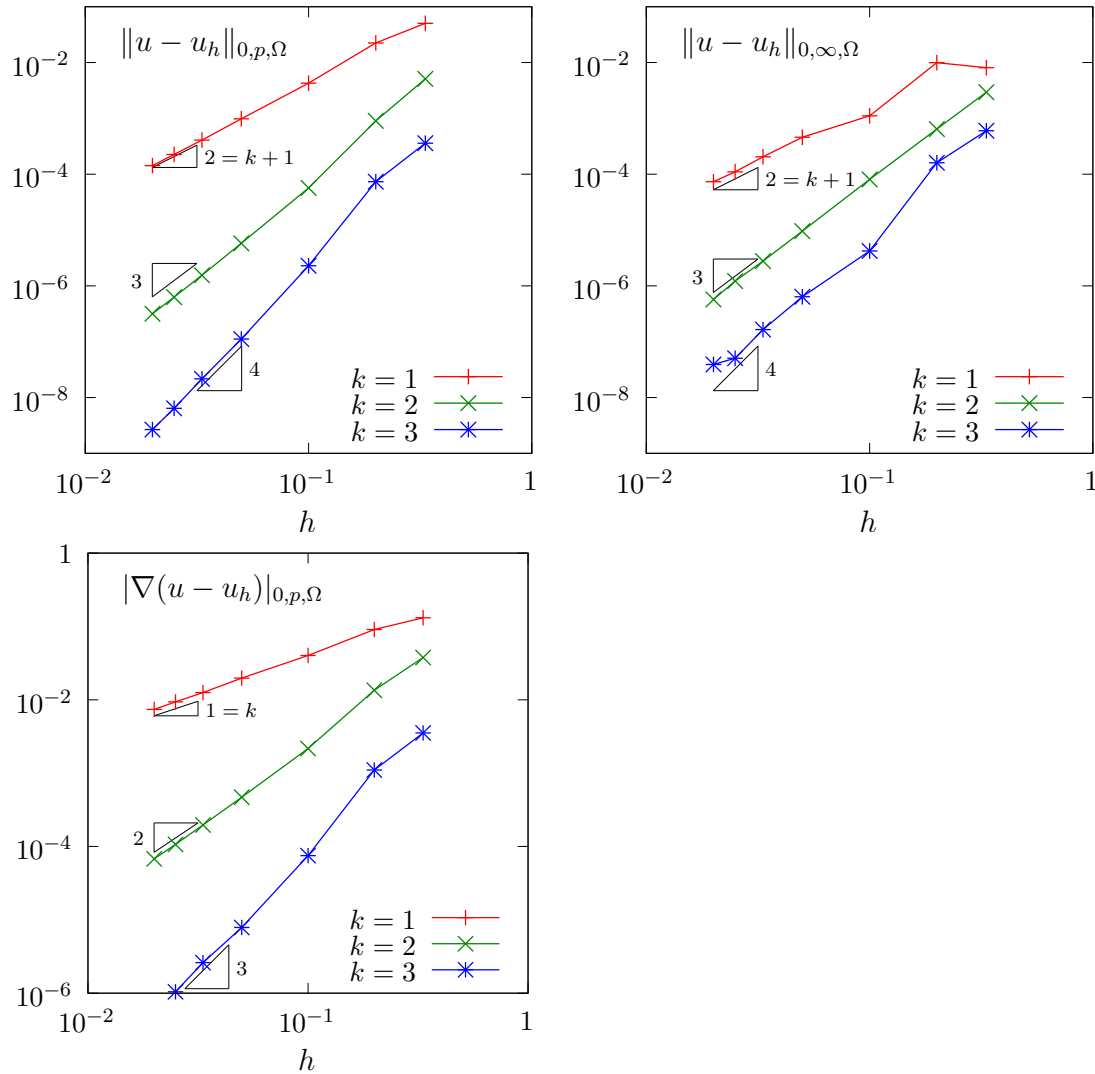 ‖u − u_h‖_{0,p,Ω}
10^{−2}
10^{−4}
10^{−6}
10^{−8}
2 = k + 1
3
4
k = 1
k = 2
k = 3
10^{−2}
10^{−1}
1
h
‖u − u_h‖_{0,∞,Ω}
10^{−2}
10^{−4}
10^{−6}
10^{−8}
2 = k + 1
3
4
k = 1
k = 2
k = 3
10^{−2}
10^{−1}
1
h
|∇(u − u_h)|_{0,p,Ω}
1
10^{−2}
10^{−4}
10^{−6}
1 = k
2
3
k = 1
k = 2
k = 3
10^{−2}
10^{−1}
1
h